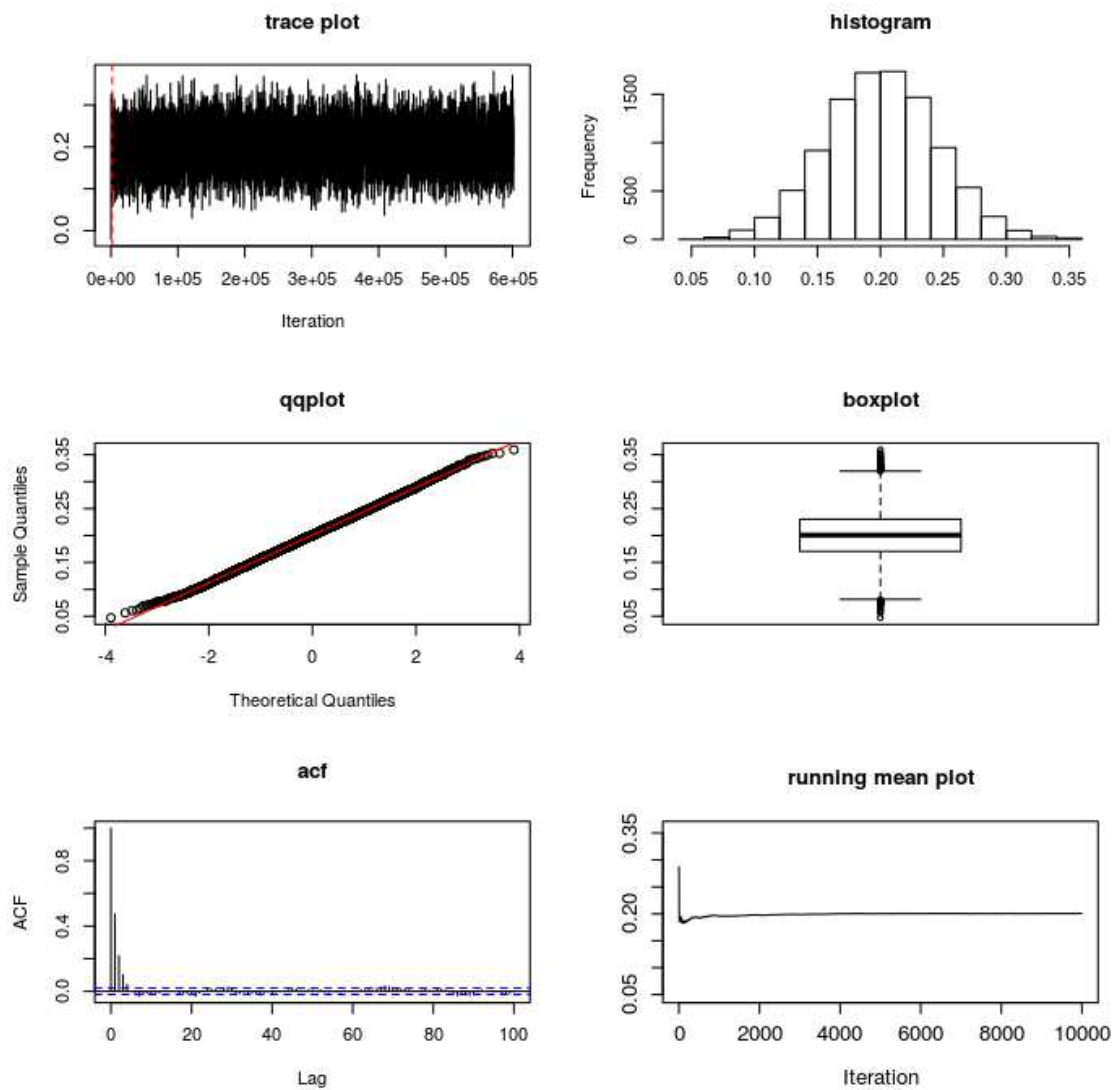 trace plot
0.2
0.0
0e+00 1e+05 2e+05 3e+05 4e+05 5e+05 6e+05
Iteration
histogram
Frequency
1500
500
0
0.05 0.10 0.15 0.20 0.25 0.30 0.35
qqplot
Sample Quantiles
0.35
0.25
0.15
0.05
-4 -2 0 2 4
Theoretical Quantiles
boxplot
0.35
0.25
0.15
0.05
acf
ACF
0.8
0.4
0.0
0 20 40 60 80 100
Lag
running mean plot
0.35
0.20
0.05
0 2000 4000 6000 8000 10000
Iteration